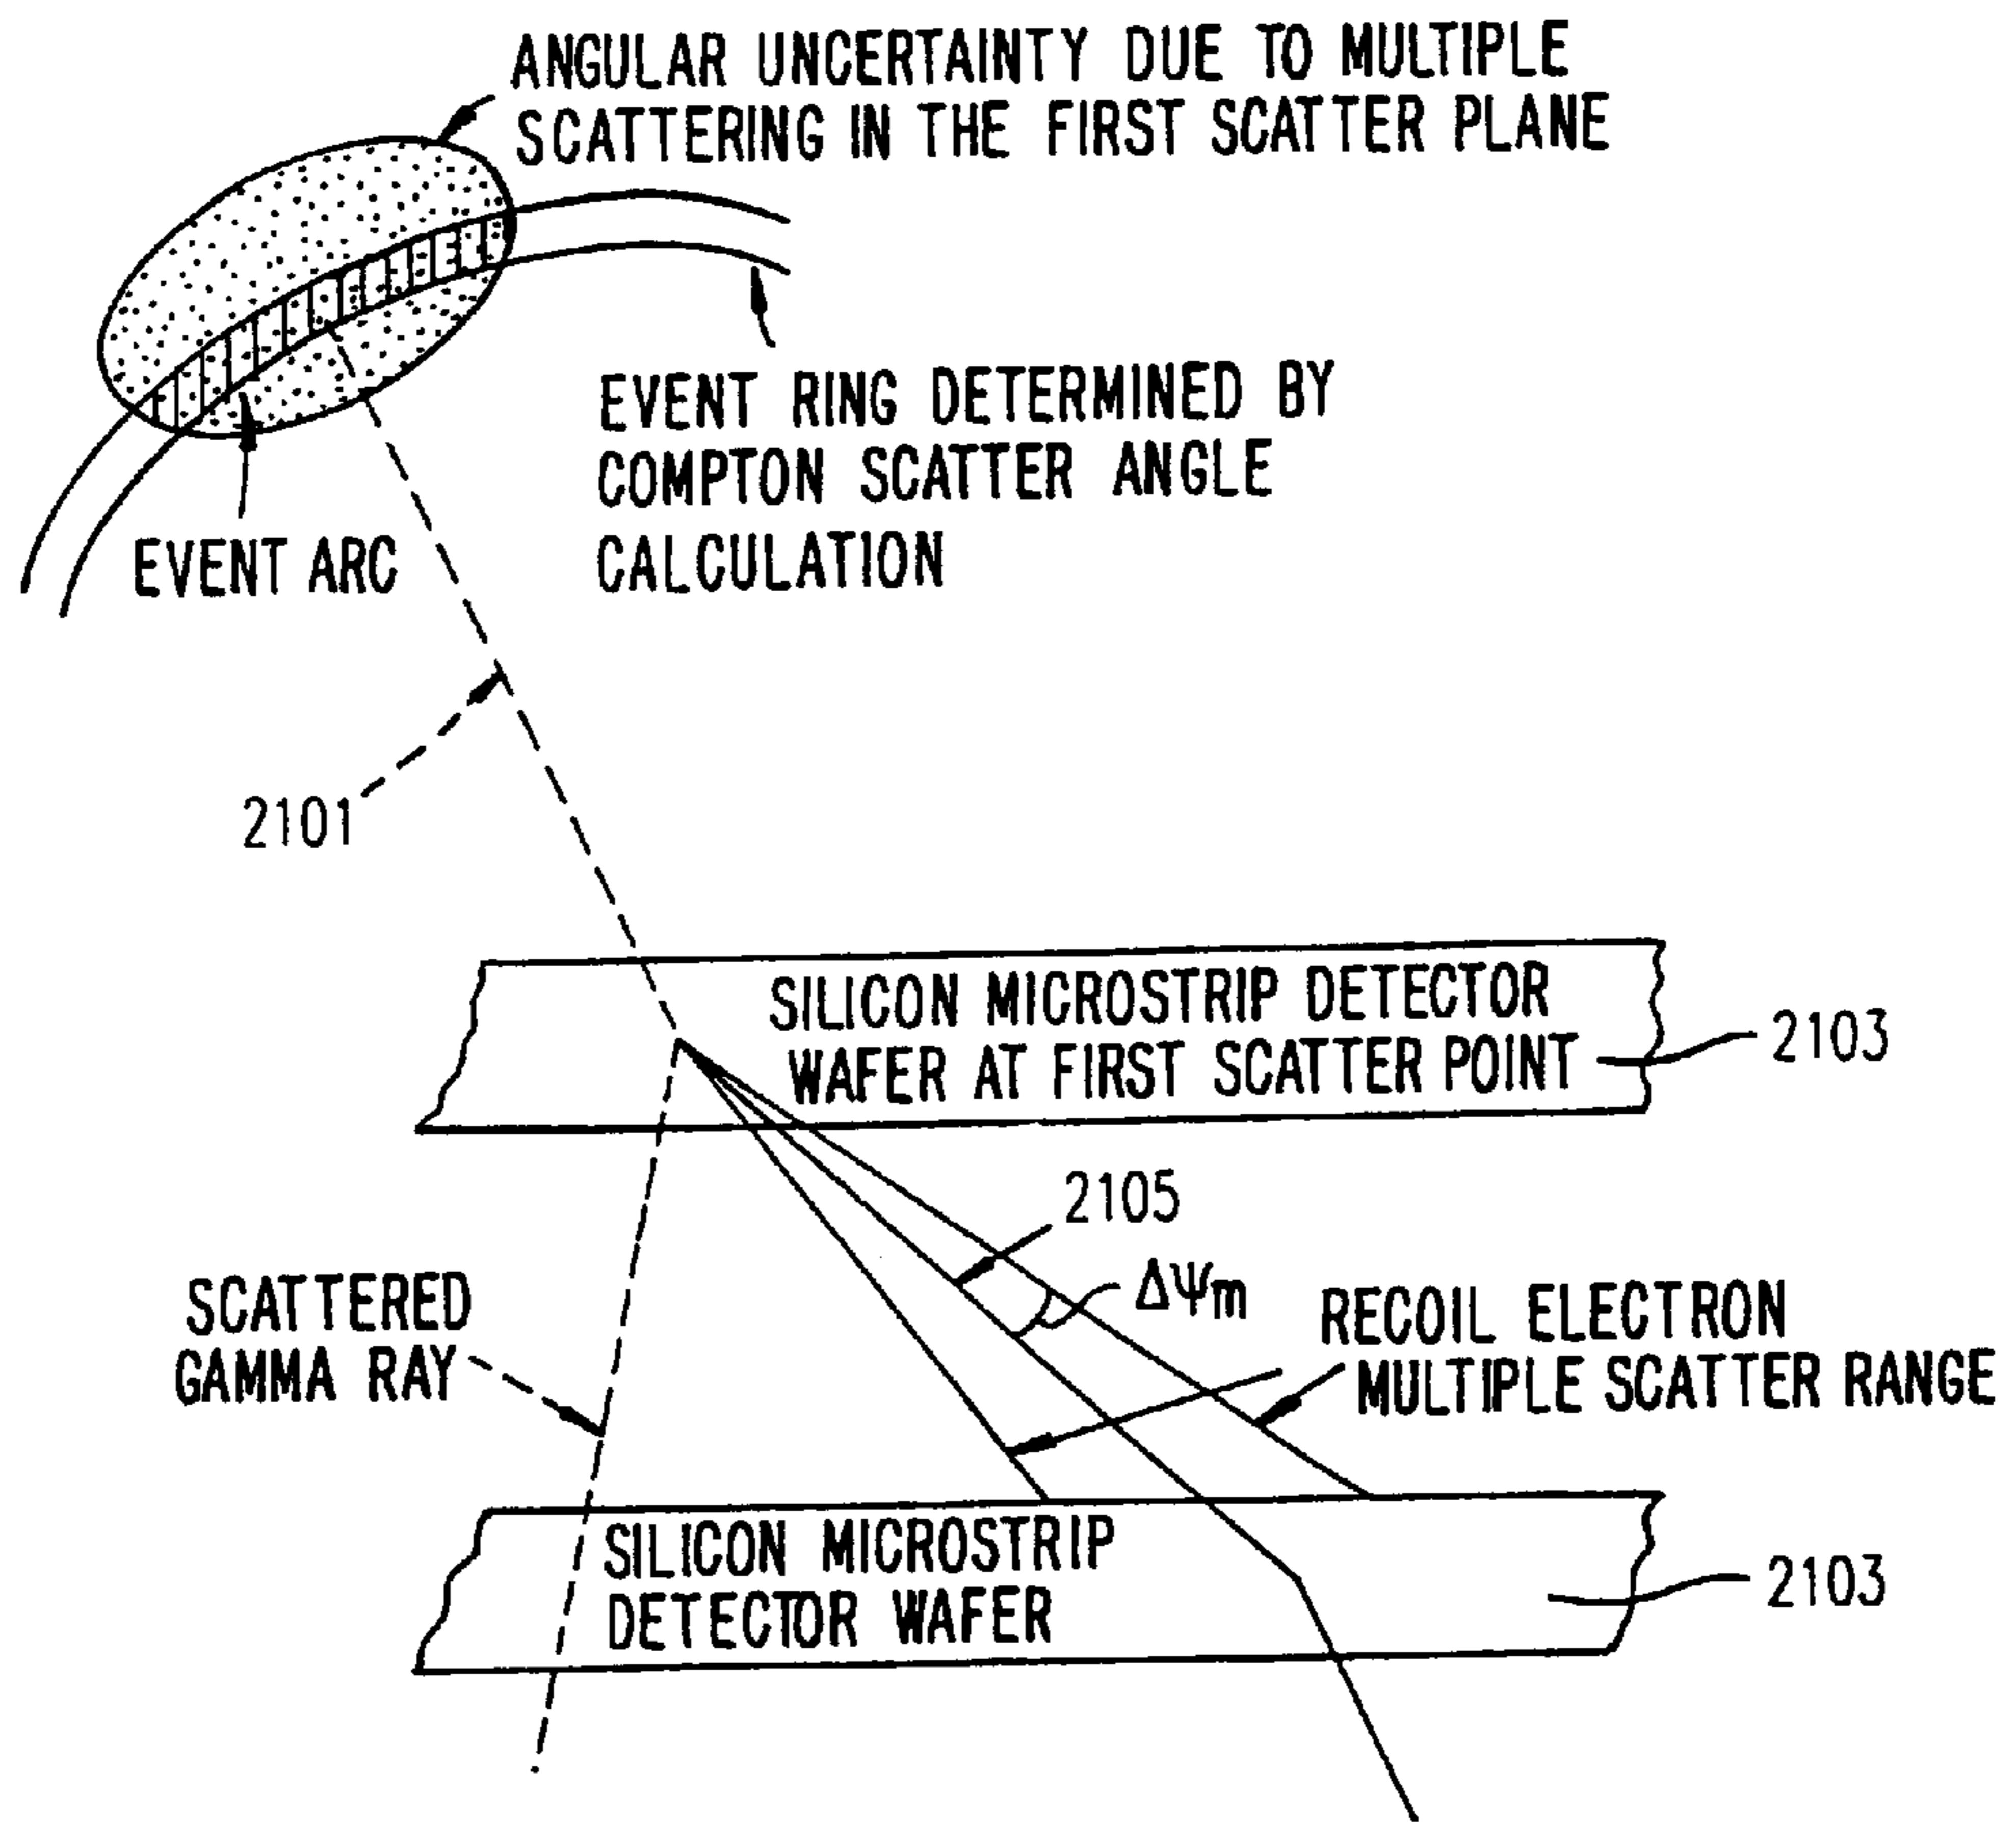 ANGULAR UNCERTAINTY DUE TO MULTIPLE
SCATTERING IN THE FIRST SCATTER PLANE
EVENT RING DETERMINED BY
COMPTON SCATTER ANGLE
CALCULATION
EVENT ARC
2101
SILICON MICROSTRIP DETECTOR
WAFER AT FIRST SCATTER POINT
2103
2105
ΔΨm
SCATTERED
GAMMA RAY
RECOIL ELECTRON
MULTIPLE SCATTER RANGE
SILICON MICROSTRIP
DETECTOR WAFER
2103